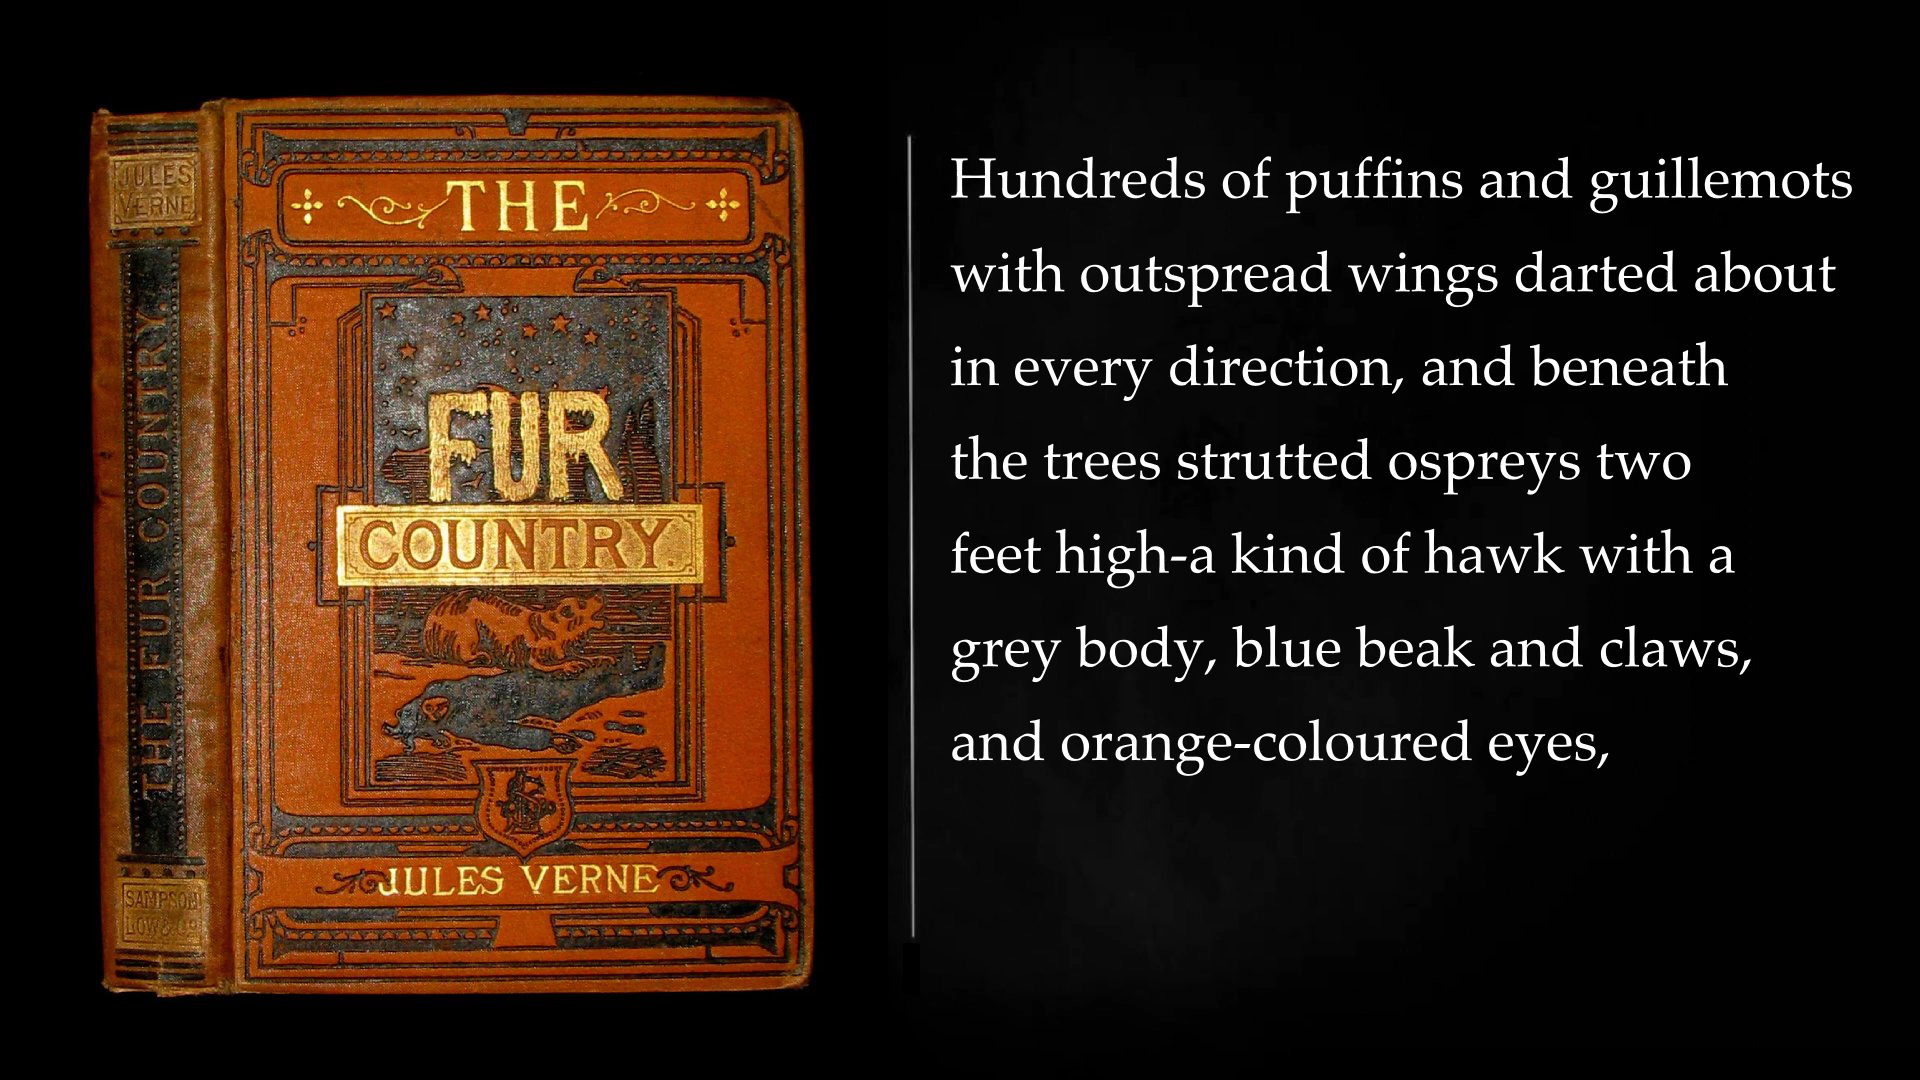 JULES
VERNE
THE FUR COUNTRY.
SAMPSON
LOW & Co
THE
FUR
COUNTRY.
JULES VERNE
Hundreds of puffins and guillemots
with outspread wings darted about
in every direction, and beneath
the trees strutted ospreys two
feet high-a kind of hawk with a
grey body, blue beak and claws,
and orange-coloured eyes,